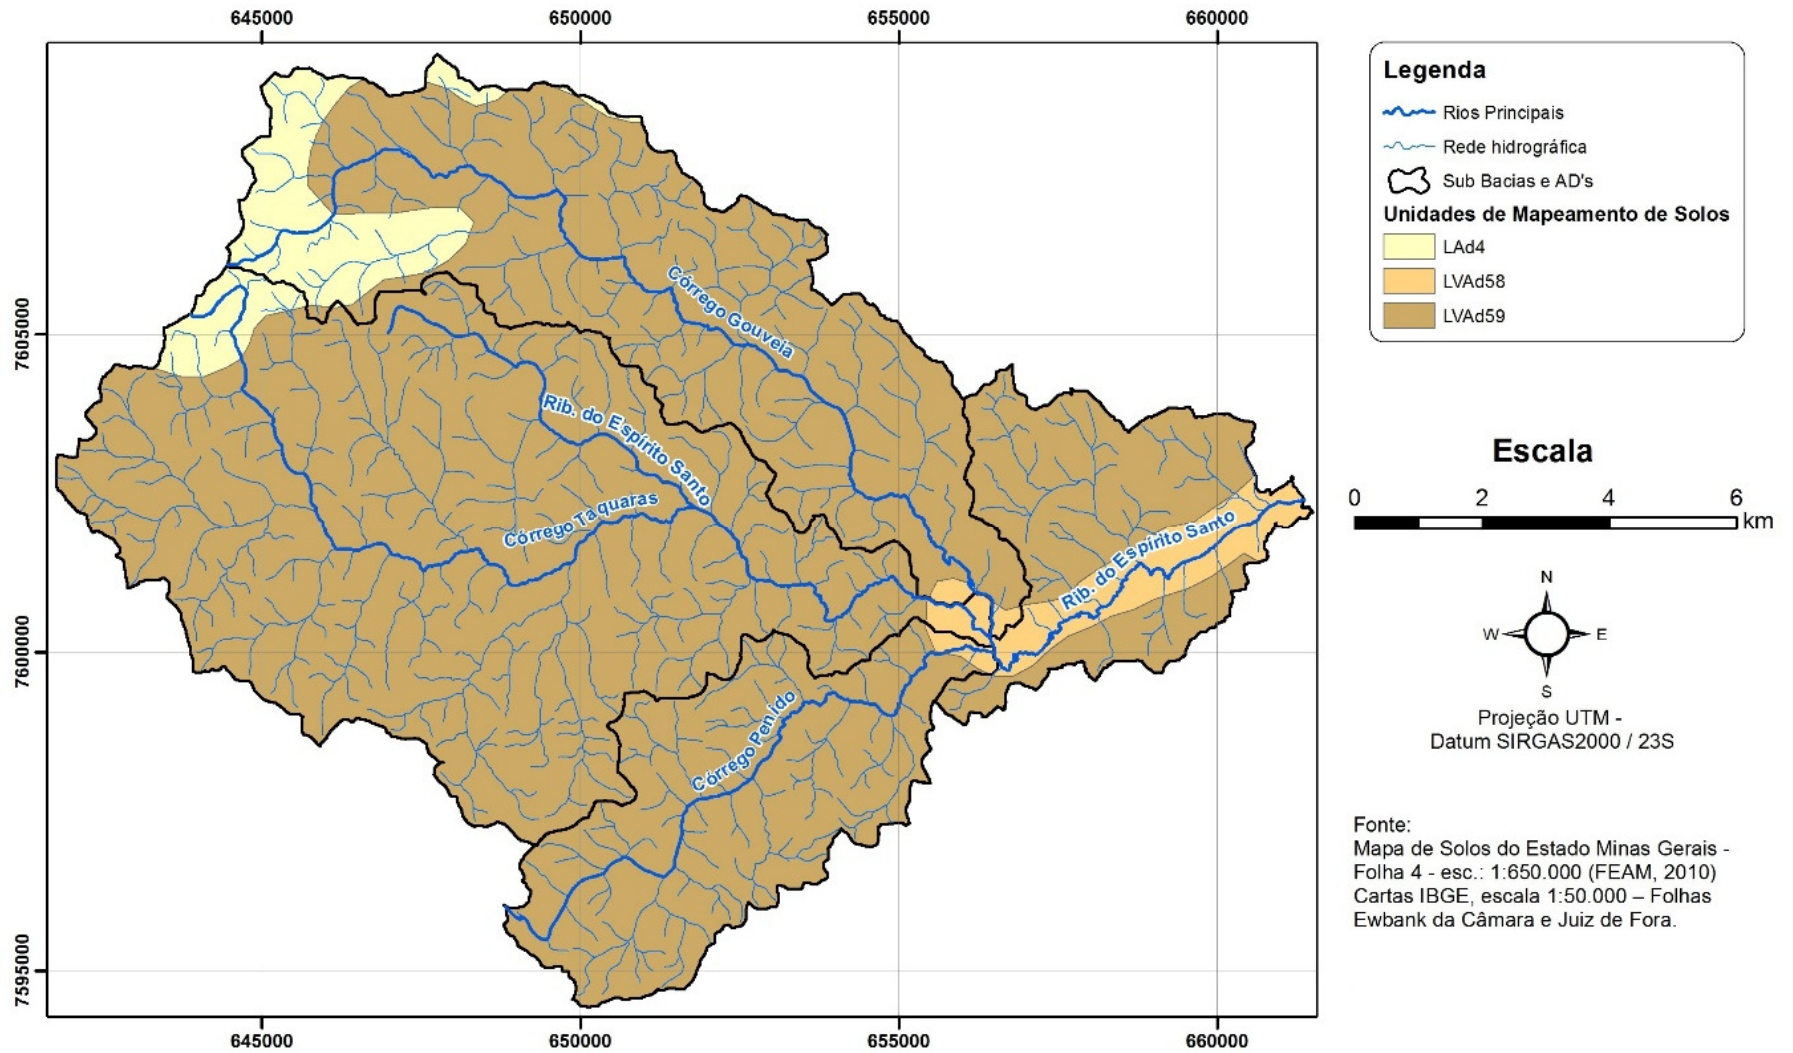 645000
650000
655000
660000
7605000
7600000
7595000
Córrego Gouveia
Rib. do Espírito Santo
Córrego Taquaras
Rib. do Espírito Santo
Córrego Penido
645000
650000
655000
660000
Legenda
Rios Principais
Rede hidrográfica
Sub Bacias e AD's
Unidades de Mapeamento de Solos
LAd4
LVAd58
LVAd59
Escala
0 2 4 6
km
N
W E
S
Projeção UTM -
Datum SIRGAS2000 / 23S
Fonte:
Mapa de Solos do Estado Minas Gerais -
Folha 4 - esc.: 1:650.000 (FEAM, 2010)
Cartas IBGE, escala 1:50.000 – Folhas
Ewbank da Câmara e Juiz de Fora.